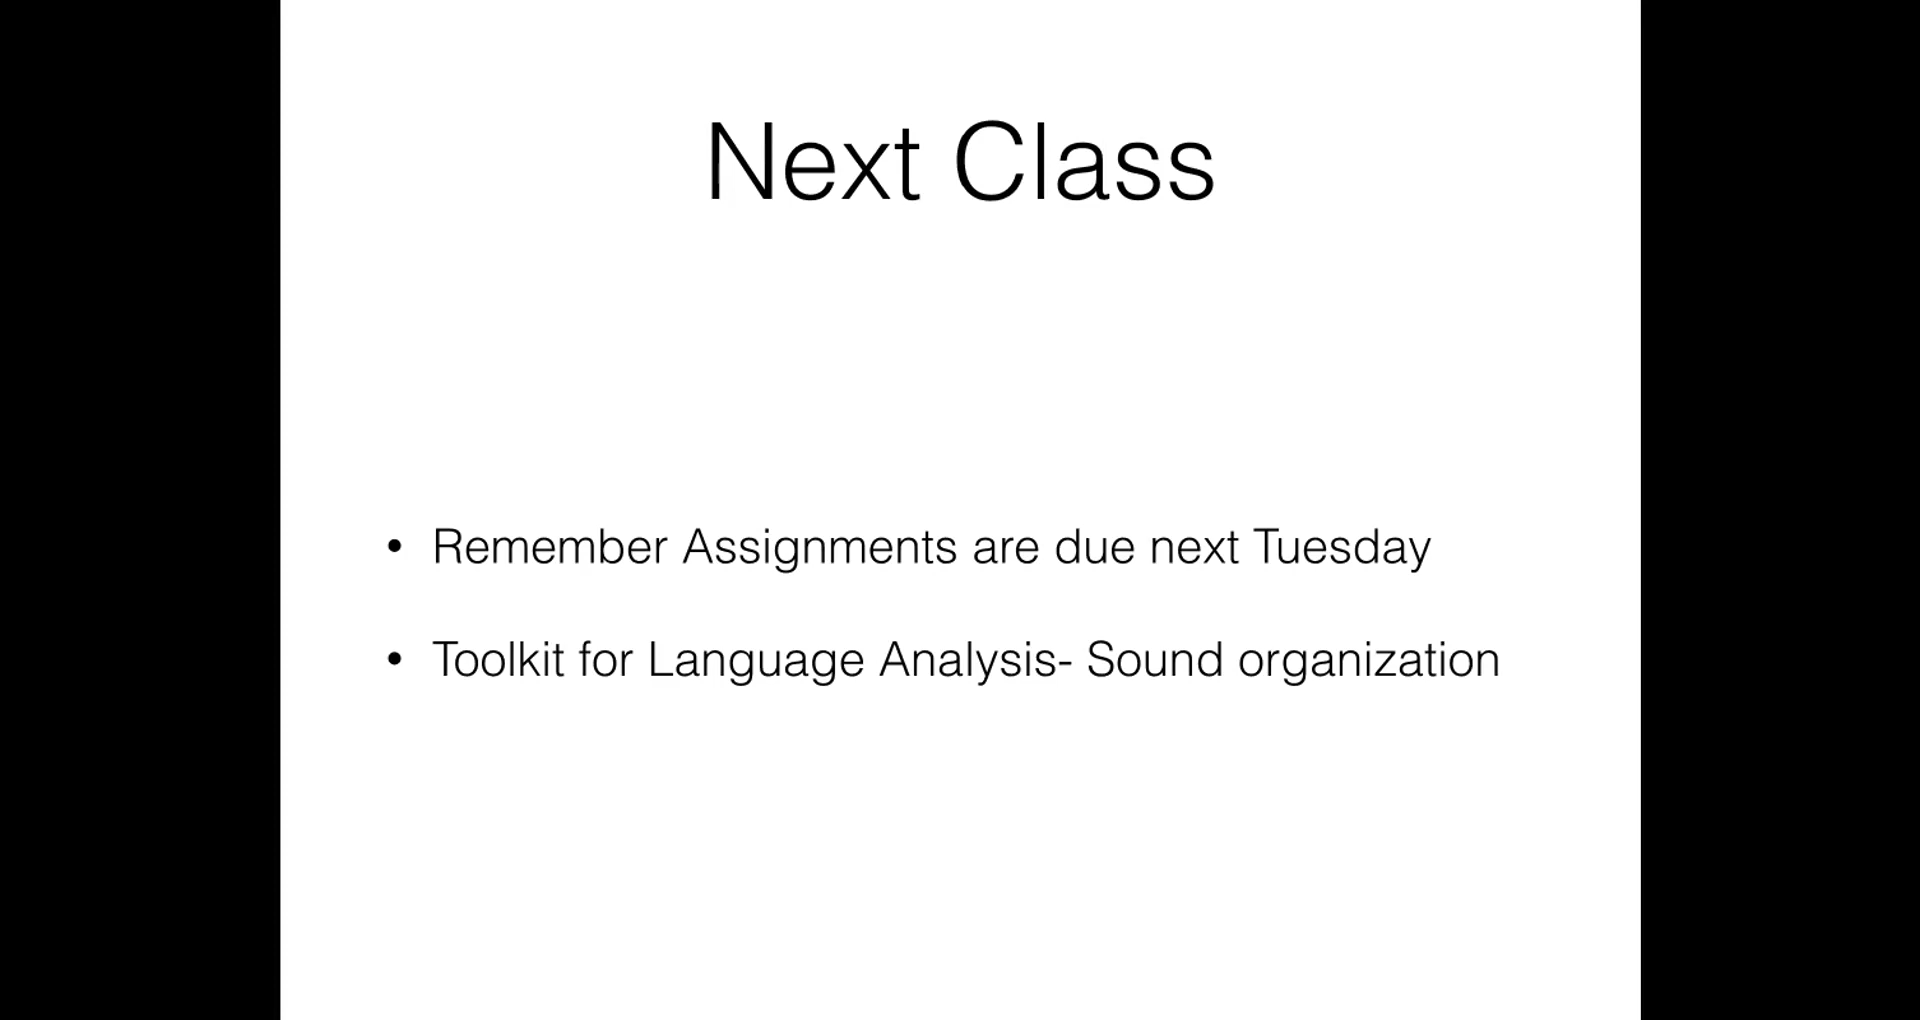 Next Class
• Remember Assignments are due next Tuesday
• Toolkit for Language Analysis- Sound organization